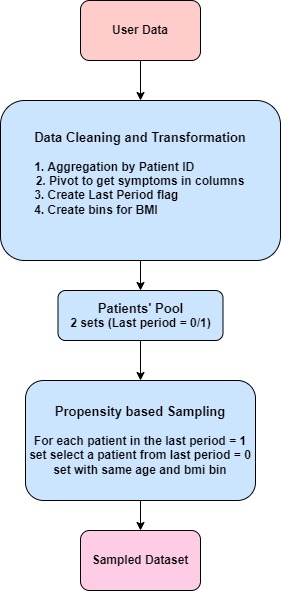 User Data
Data Cleaning and Transformation
1. Aggregation by Patient ID
2. Pivot to get symptoms in columns
3. Create Last Period flag
4. Create bins for BMI
Patients' Pool
2 sets (Last period = 0/1)
Propensity based Sampling
For each patient in the last period = 1
set select a patient from last period = 0
set with same age and bmi bin
Sampled Dataset